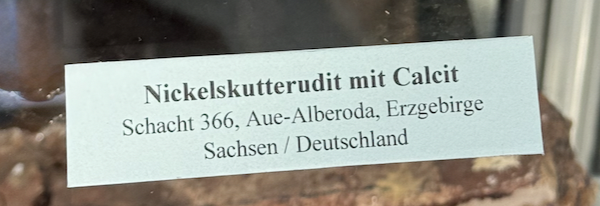 Nickelskutterudit mit Calcit
Schacht 366, Aue-Alberoda, Erzgebirge
Sachsen / Deutschland